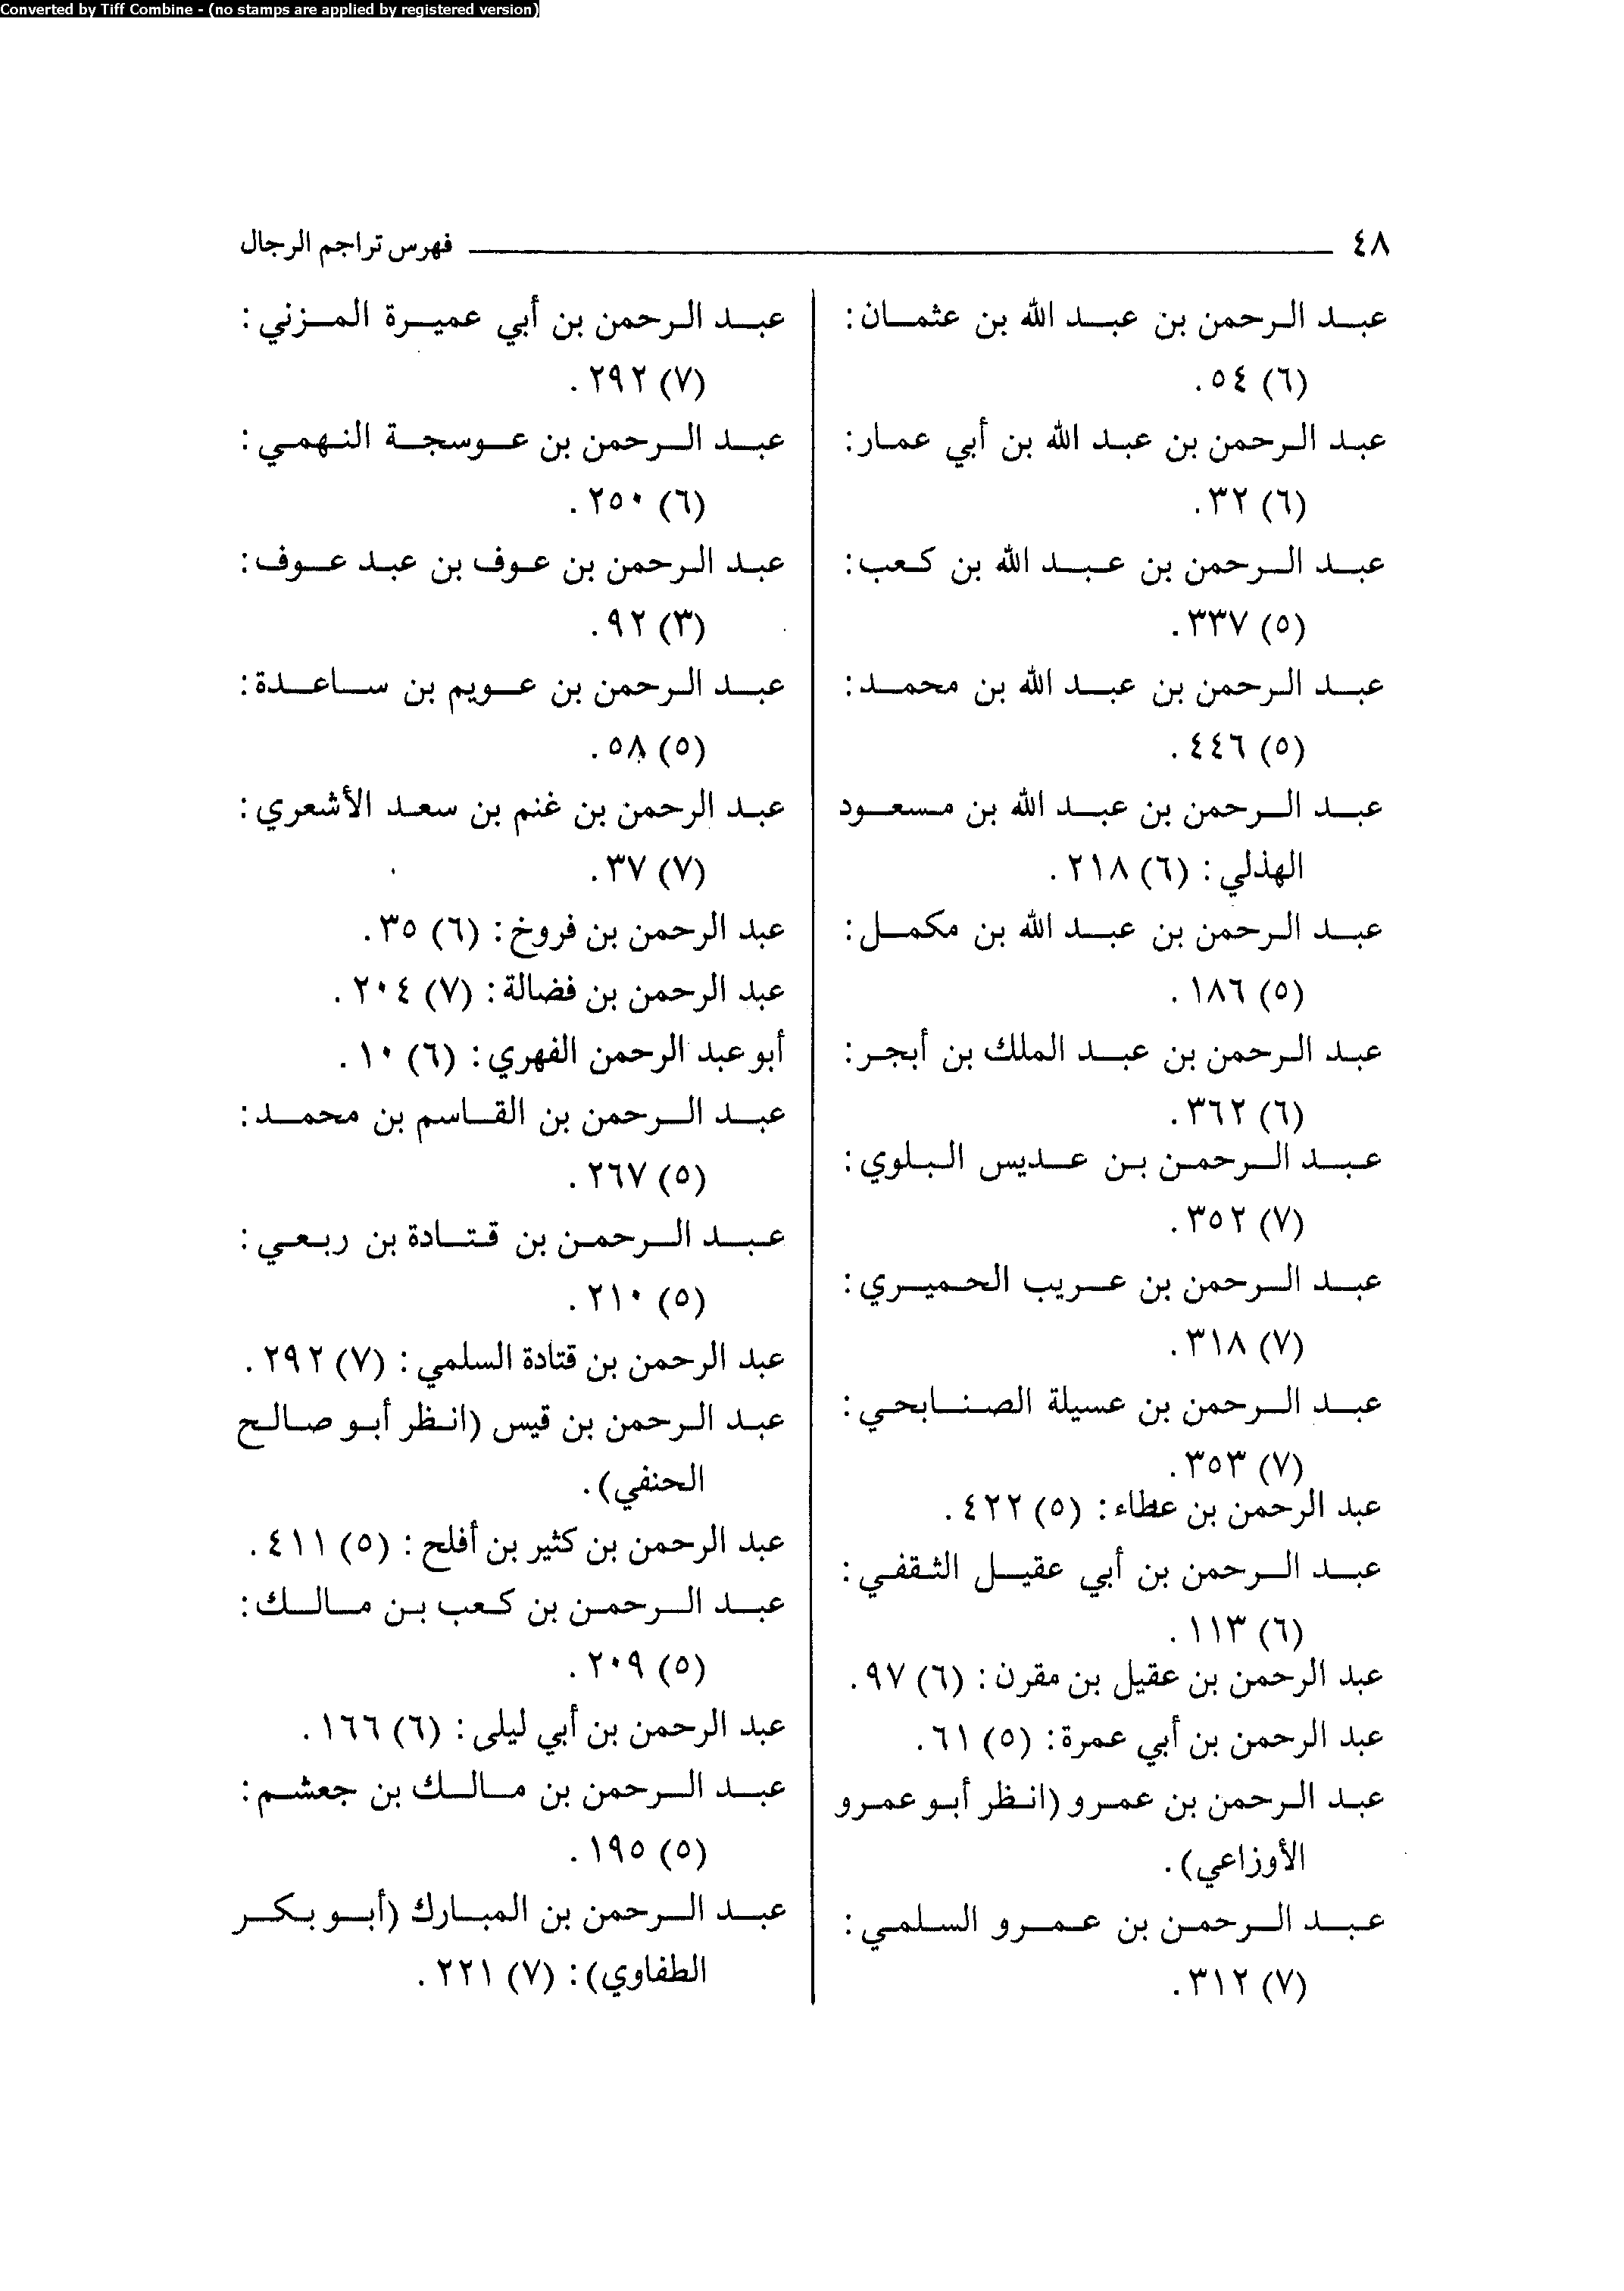 Converted by Tiff Combine - (no stamps are applied by registered version)
٤٨ فهرس تراجم الرجال
عبد الرحمن بن عبد الله بن عثمان:
(٦) ٥٤.
عبد الرحمن بن عبد الله بن أبي عمار:
(٦) ٣٢.
عبد الرحمن بن عبد الله بن كعب:
(٥) ٣٣٧.
عبد الرحمن بن عبد الله بن محمد:
(٥) ٤٤٦.
عبد الرحمن بن عبد الله بن مسعود
الهذلي: (٦) ٢١٨.
عبد الرحمن بن عبد الله بن مكمل:
(٥) ١٨٦.
عبد الرحمن بن عبد الملك بن أبجر:
(٦) ٣٦٢.
عبد الرحمن بن عديس البلوي:
(٧) ٣٥٢.
عبد الرحمن بن عريب الحميري:
(٧) ٣١٨.
عبد الرحمن بن عسيلة الصنابحي:
(٧) ٣٥٣.
عبد الرحمن بن عطاء: (٥) ٤٢٢.
عبد الرحمن بن أبي عقيل الثقفي:
(٦) ١١٣.
عبد الرحمن بن عقيل بن مقرن: (٦) ٩٧.
عبد الرحمن بن أبي عمرة: (٥) ٦١.
عبد الرحمن بن عمرو (انظر أبو عمرو
الأوزاعي).
عبد الرحمن بن عمرو السلمي:
(٧) ٣١٢.
عبد الرحمن بن أبي عميرة المزني:
(٧) ٢٩٢.
عبد الرحمن بن عوسجة النهمي:
(٦) ٢٥٠.
عبد الرحمن بن عوف بن عبد عوف:
(٣) ٩٢.
عبد الرحمن بن عويم بن ساعدة:
(٥) ٥٨.
عبد الرحمن بن غنم بن سعد الأشعري:
(٧) ٣٧.
عبد الرحمن بن فروخ: (٦) ٣٥.
عبد الرحمن بن فضالة: (٧) ٢٠٤.
أبو عبد الرحمن الفهري: (٦) ١٠.
عبد الرحمن بن القاسم بن محمد:
(٥) ٢٦٧.
عبد الرحمن بن قتادة بن ربعي:
(٥) ٢١٠.
عبد الرحمن بن قتادة السلمي: (٧) ٢٩٢.
عبد الرحمن بن قيس (انظر أبو صالح
الحنفي).
عبد الرحمن بن كثير بن أفلح: (٥) ٤١١.
عبد الرحمن بن كعب بن مالك:
(٥) ٢٠٩.
عبد الرحمن بن أبي ليلى: (٦) ١٦٦.
عبد الرحمن بن مالك بن جعشم:
(٥) ١٩٥.
عبد الرحمن بن المبارك (أبو بكر
الطفاوي): (٧) ٢٢١.